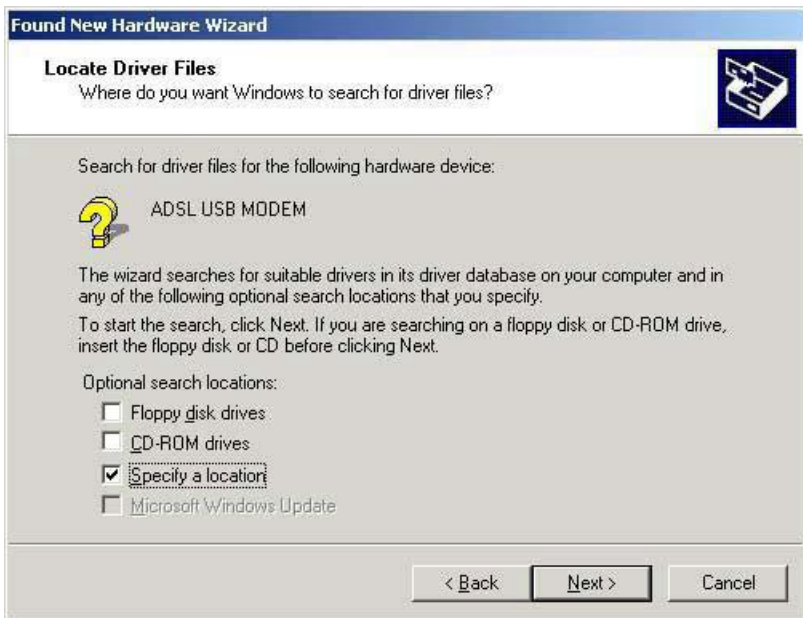 Found New Hardware Wizard
Locate Driver Files
Where do you want Windows to search for driver files?
Search for driver files for the following hardware device:
ADSL USB MODEM
The wizard searches for suitable drivers in its driver database on your computer and in
any of the following optional search locations that you specify.
To start the search, click Next. If you are searching on a floppy disk or CD-ROM drive,
insert the floppy disk or CD before clicking Next.
Optional search locations:
Floppy disk drives
CD-ROM drives
Specify a location
Microsoft Windows Update
< Back Next > Cancel